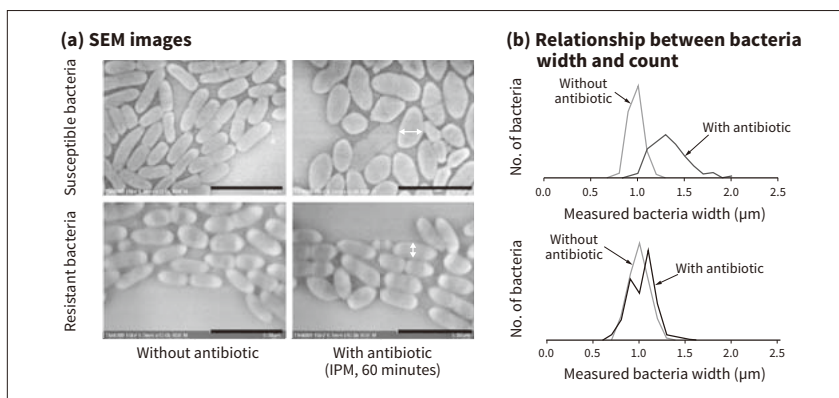 (a) SEM images
Susceptible bacteria
Resistant bacteria
Without antibiotic
With antibiotic
(IPM, 60 minutes)
(b) Relationship between bacteria
width and count
No. of bacteria
Without
antibiotic
With antibiotic
0.0 0.5 1.0 1.5 2.0 2.5
Measured bacteria width (μm)
No. of bacteria
Without
antibiotic
With antibiotic
0.0 0.5 1.0 1.5 2.0 2.5
Measured bacteria width (μm)